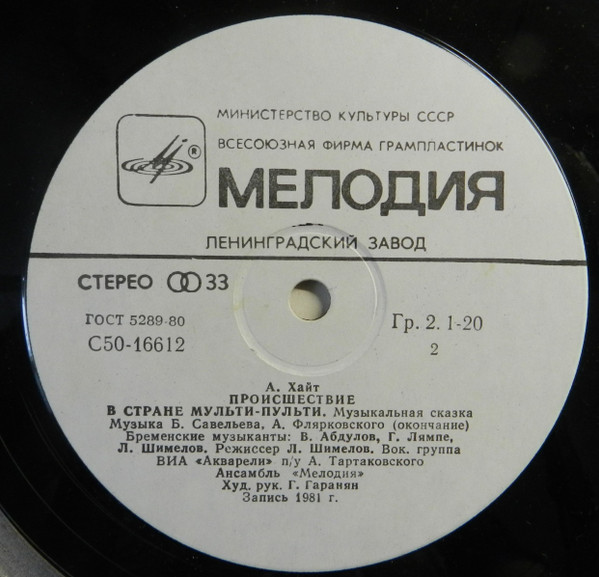 МИНИСТЕРСТВО КУЛЬТУРЫ СССР
ВСЕСОЮЗНАЯ ФИРМА ГРАМПЛАСТИНОК
®
МЕЛОДИЯ
ЛЕНИНГРАДСКИЙ ЗАВОД
СТЕРЕО 33
ГОСТ 5289-80
Гр. 2. 1-20
С50-16612
2
А. Хайт
ПРОИСШЕСТВИЕ
В СТРАНЕ МУЛЬТИ-ПУЛЬТИ. Музыкальная сказка
Музыка Б. Савельева, А. Флярковского (окончание)
Бременские музыканты: В. Абдулов, Г. Лямпе,
Л. Шимелов. Режиссер Л. Шимелов. Вок. группа
ВИА «Акварели» п/у А. Тартаковского
Ансамбль «Мелодия»
Худ. рук. Г. Гаранян
Запись 1981 г.